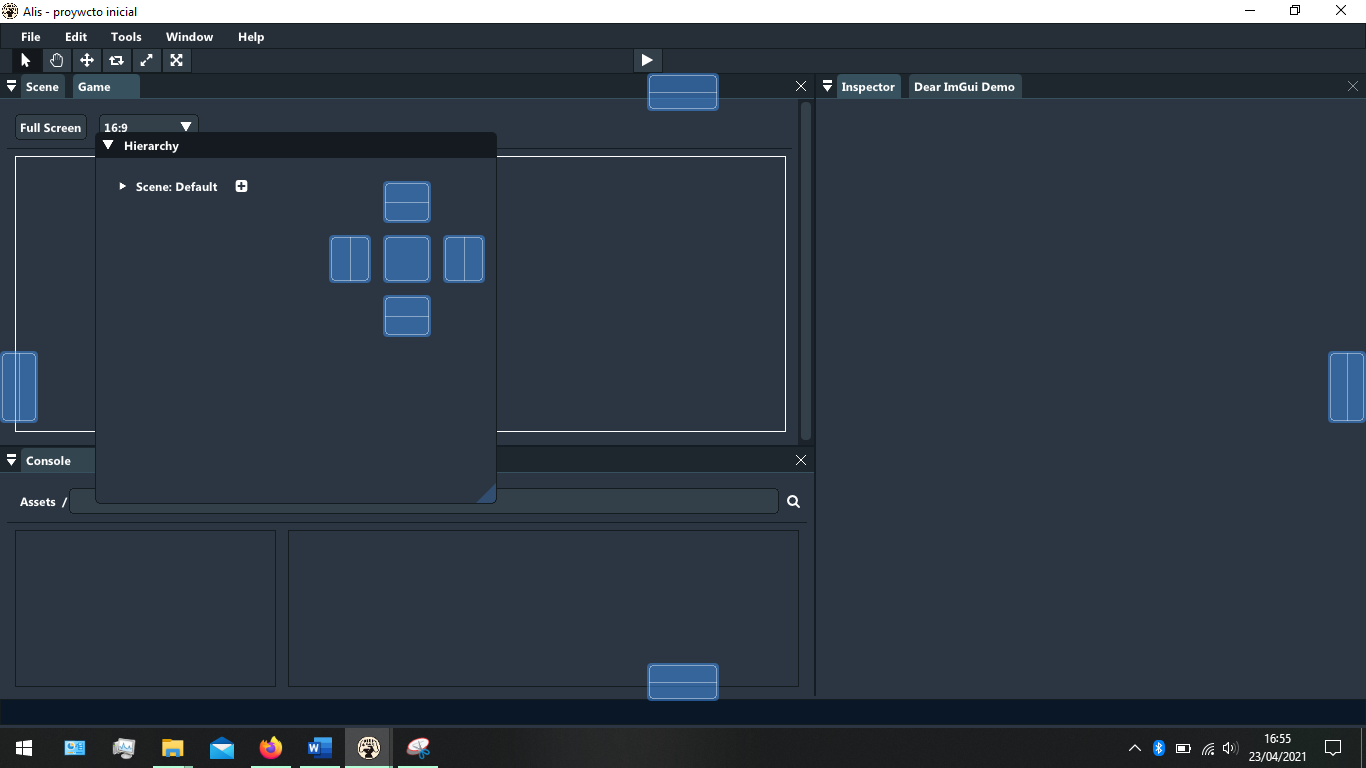 Alis - proywcto inicial
File Edit Tools Window Help
Scene Game
Inspector Dear ImGui Demo
Full Screen 16:9
Hierarchy
Scene: Default
Console
Assets /
16:55
23/04/2021